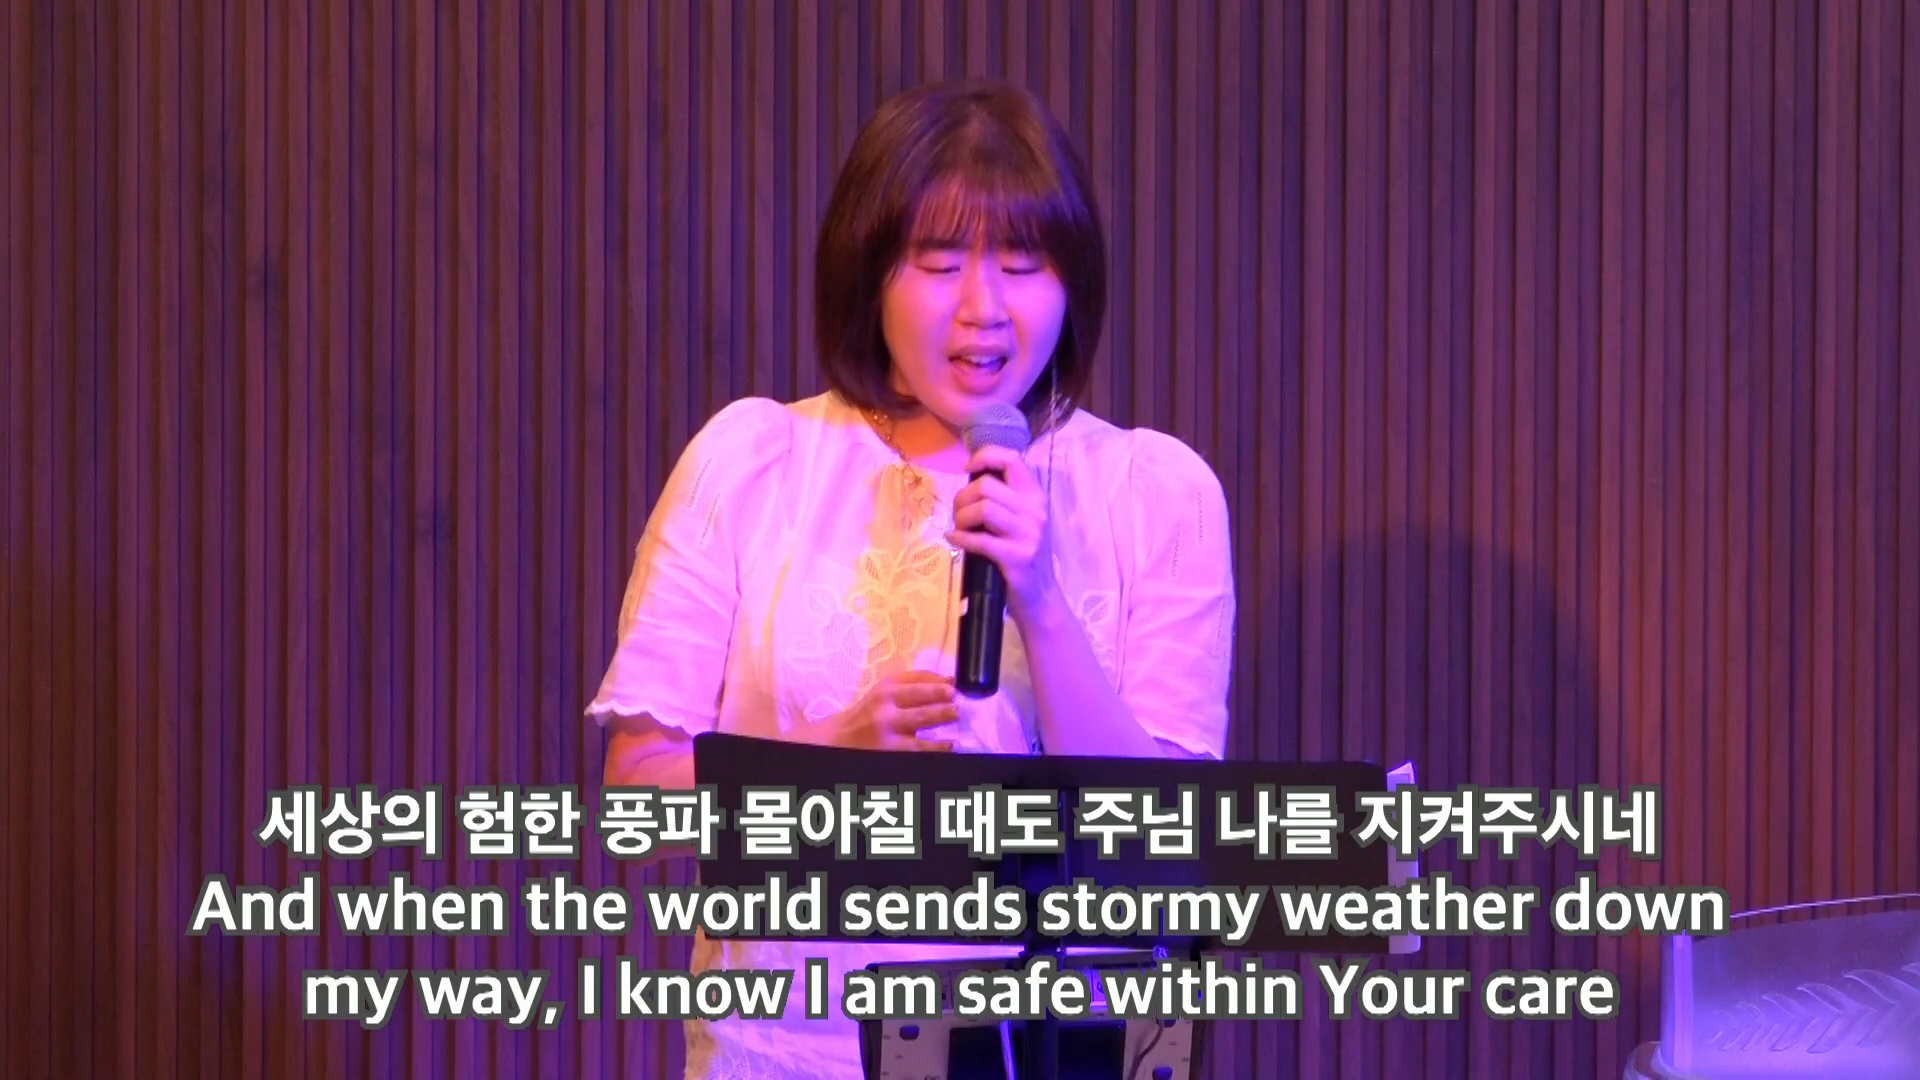 세상의 험한 풍파 몰아칠 때도 주님 나를 지켜주시네
And when the world sends stormy weather down
my way, I know I am safe within Your care